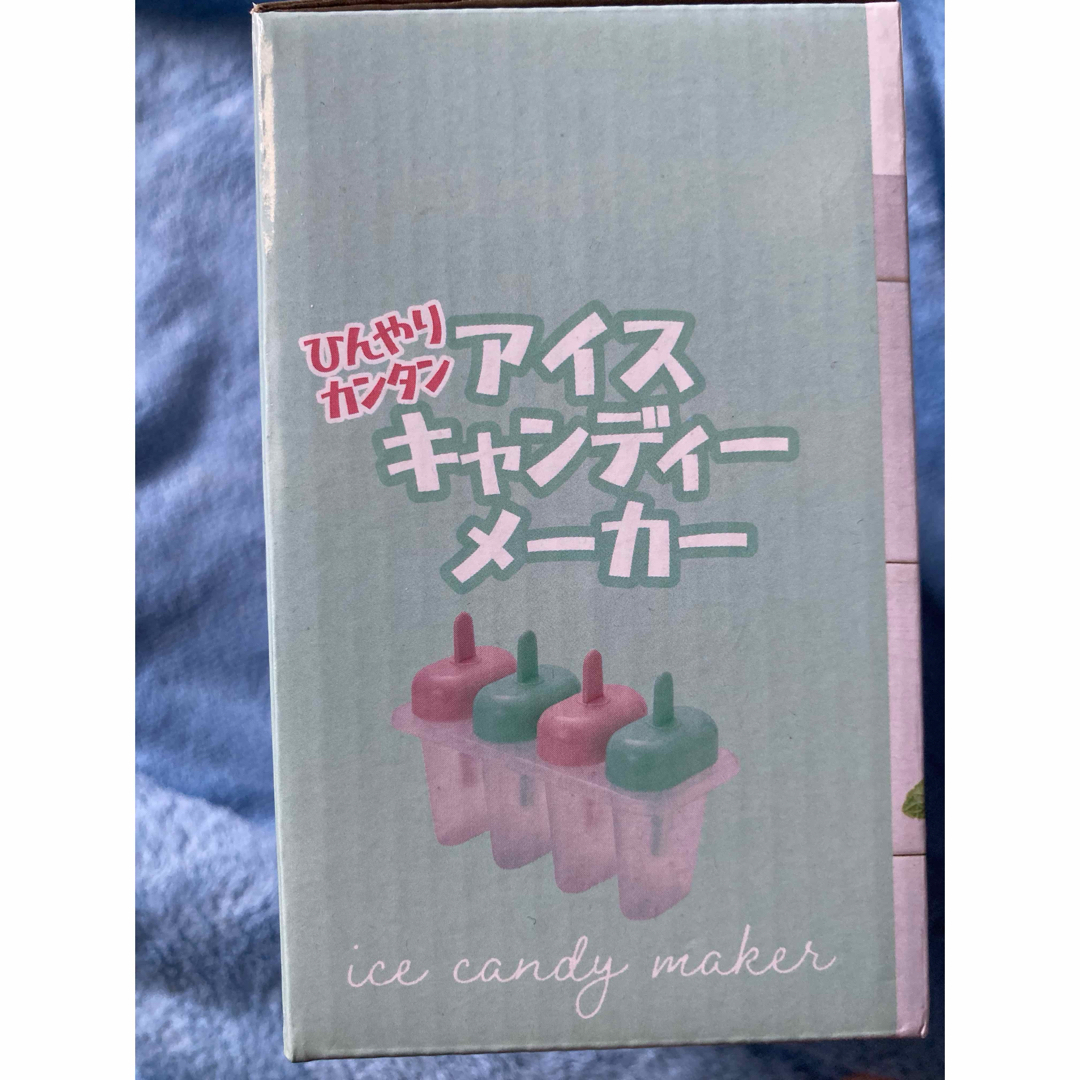 ひんやり
カンタン
アイス
キャンディー
メーカー
ice candy maker